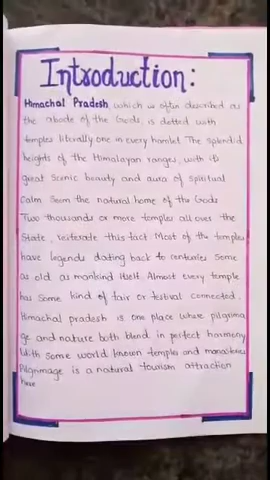 Introduction:
Himachal Pradesh, which is often described as
the abode of the Gods, is dotted with
temples literally one in every hamlet The splendid
heights of the Himalayan ranges, with its
great scenic beauty and aura of spiritual
calm seem the natural home of the Gods
Two thousands or more temples all over the
State, reiterate this fact Most of the temples
have legends dating back to centuries some
as old as mankind itself. Almost every temple
has some kind of fair or festival connected.
Himachal pradesh is one place where pilgrima
ge and nature both blend in perfect harmony
With some world known temples and monasteries
Pilgrimage is a natural tourism attraction
here